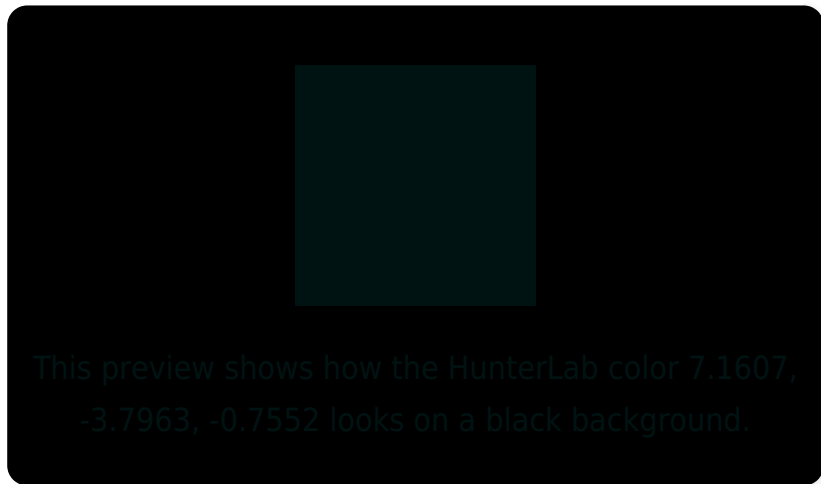 This preview shows how the HunterLab color 7.1607,
-3.7963, -0.7552 looks on a black background.